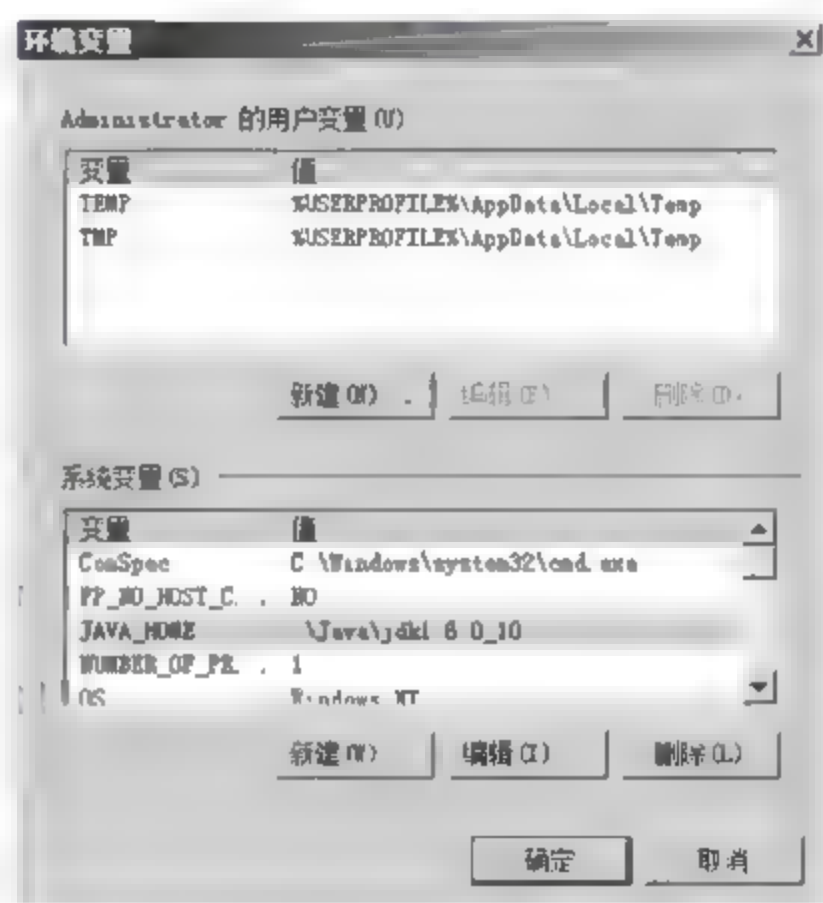 环境变量
Administrator 的用户变量(U)
变量 值
TEMP %USERPROFILE%\AppData\Local\Temp
TMP %USERPROFILE%\AppData\Local\Temp
新建(N) . 编辑(E) 删除(D)
系统变量(S)
变量 值
ComSpec C \Windows\system32\cmd.exe
FP_NO_HOST_C. . NO
JAVA_HOME \Java\jdk1 6 0_10
NUMBER_OF_PR. . 1
OS Windows_NT
新建(W) 编辑(I) 删除(L)
确定 取消